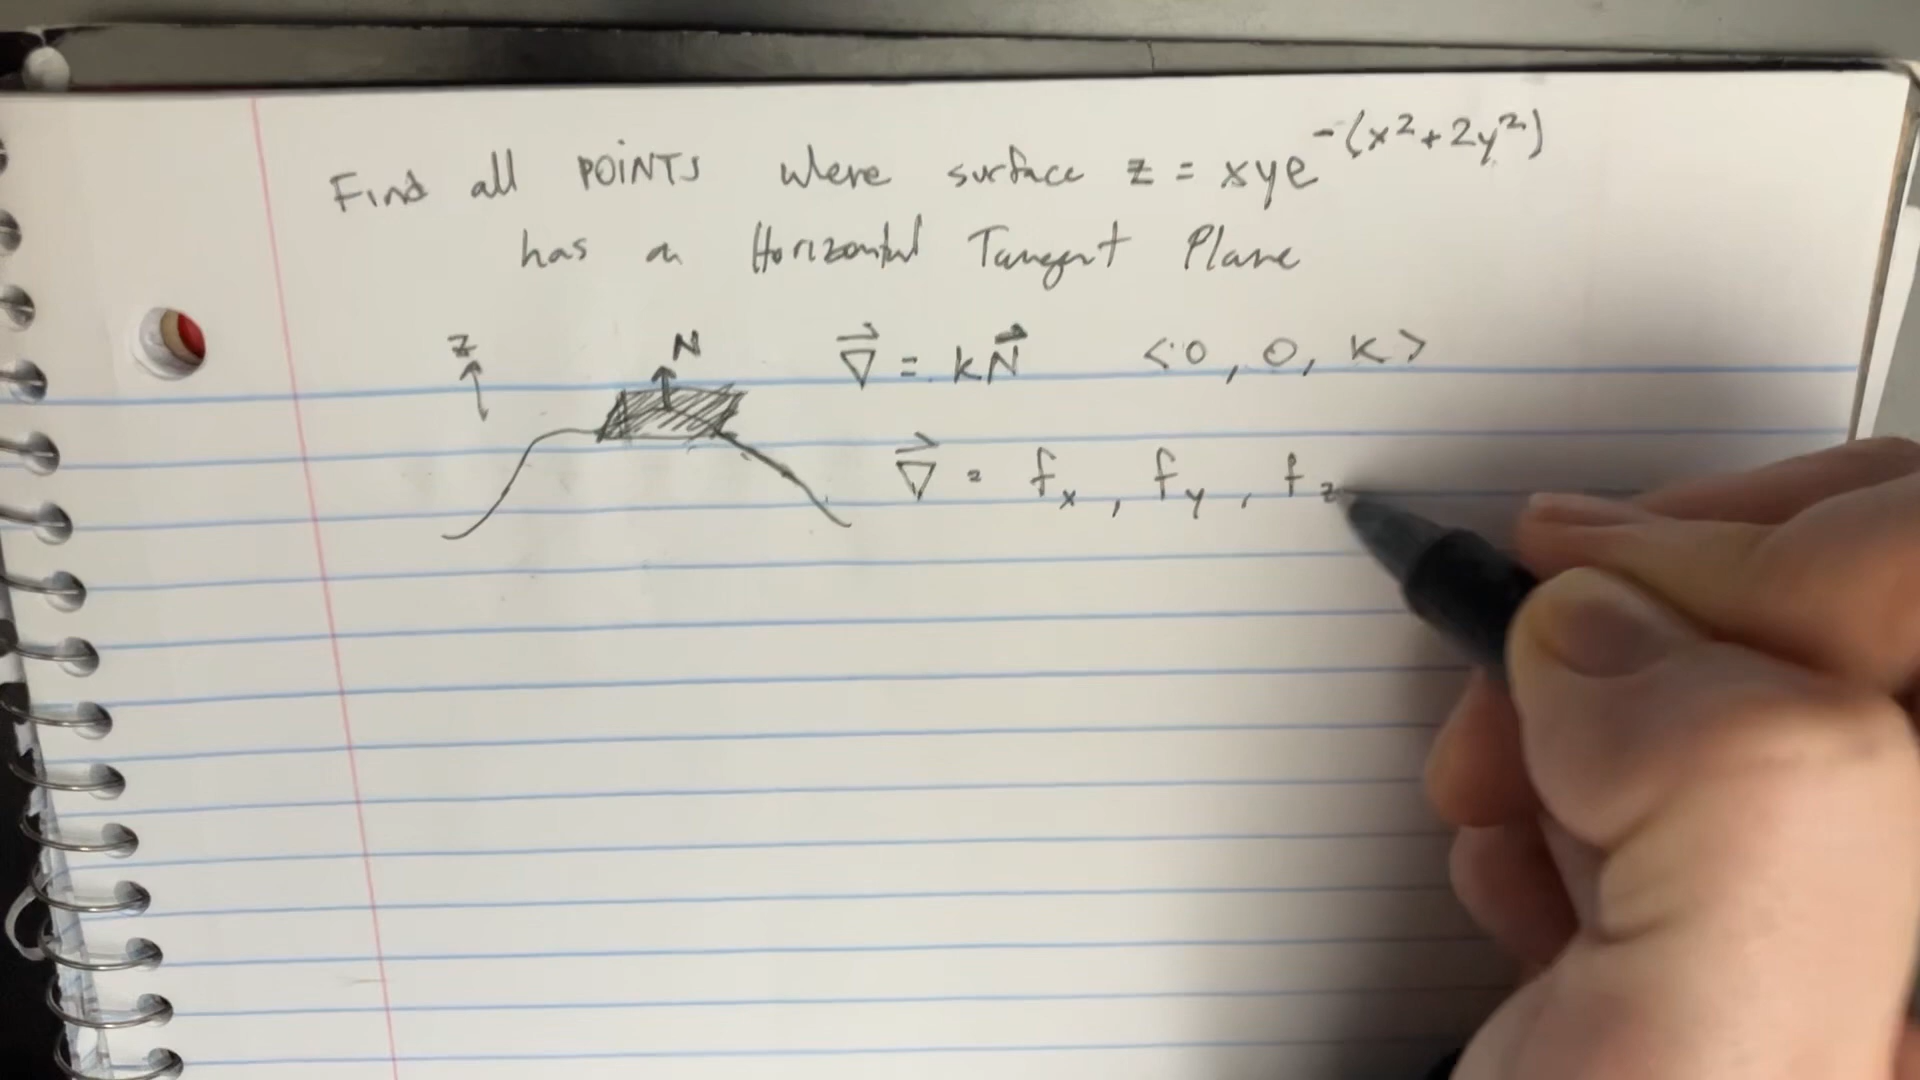 Find all POINTS where surface z = xye^-(x²+2y²)
has a Horizontal Tangent Plane
z N ∇⃗ = kN⃗ <0, 0, k>
∇⃗ = fx, fy, fz